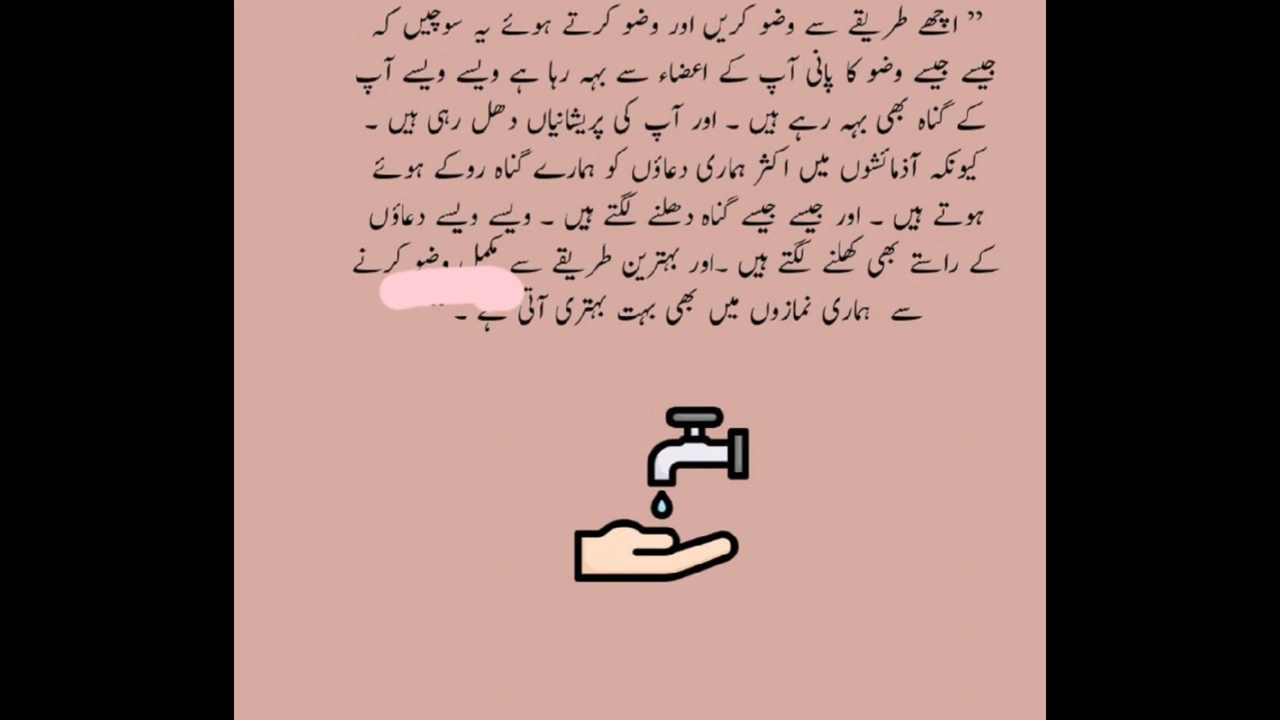 ” اچھے طریقے سے وضو کریں اور وضو کرتے ہوئے یہ سوچیں کہ
جیسے جیسے وضو کا پانی آپ کے اعضاء سے بہہ رہا ہے ویسے ویسے آپ
کے گناہ بھی بہہ رہے ہیں ۔ اور آپ کی پریشانیاں دھل رہی ہیں ۔
کیونکہ آذمائشوں میں اکثر ہماری دعاؤں کو ہمارے گناہ روکے ہوئے
ہوتے ہیں ۔ اور جیسے جیسے گناہ دھلنے لگتے ہیں ۔ ویسے ویسے دعاؤں
کے راستے بھی کھلنے لگتے ہیں ۔اور بہترین طریقے سے مکمل وضو کرنے
سے ہماری نمازوں میں بھی بہت بہتری آتی ہے ۔ “